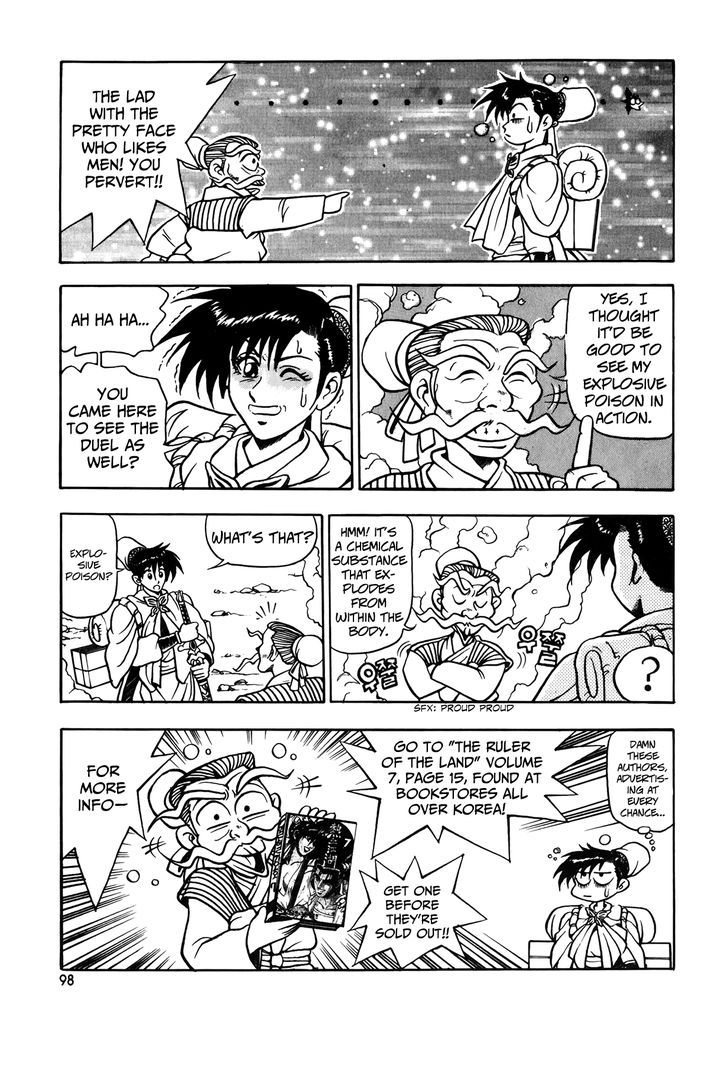 THE LAD
WITH THE
PRETTY FACE
WHO LIKES
MEN! YOU
PERVERT!!
AH HA HA...
YOU
CAME HERE
TO SEE THE
DUEL AS
WELL?
YES, I
THOUGHT
IT'D BE
GOOD TO
SEE MY
EXPLOSIVE
POISON IN
ACTION.
EXPLO-
SIVE
POISON?
WHAT'S THAT?
HMM! IT'S
A CHEMICAL
SUBSTANCE
THAT EX-
PLODES
FROM
WITHIN THE
BODY.
우쭐
우쭐
?
SFX: PROUD PROUD
FOR
MORE
INFO—
GO TO "THE RULER
OF THE LAND" VOLUME
7, PAGE 15, FOUND AT
BOOKSTORES ALL
OVER KOREA!
GET ONE
BEFORE
THEY'RE
SOLD OUT!!
DAMN
THESE
AUTHORS,
ADVERTIS-
ING AT
EVERY
CHANCE...
98